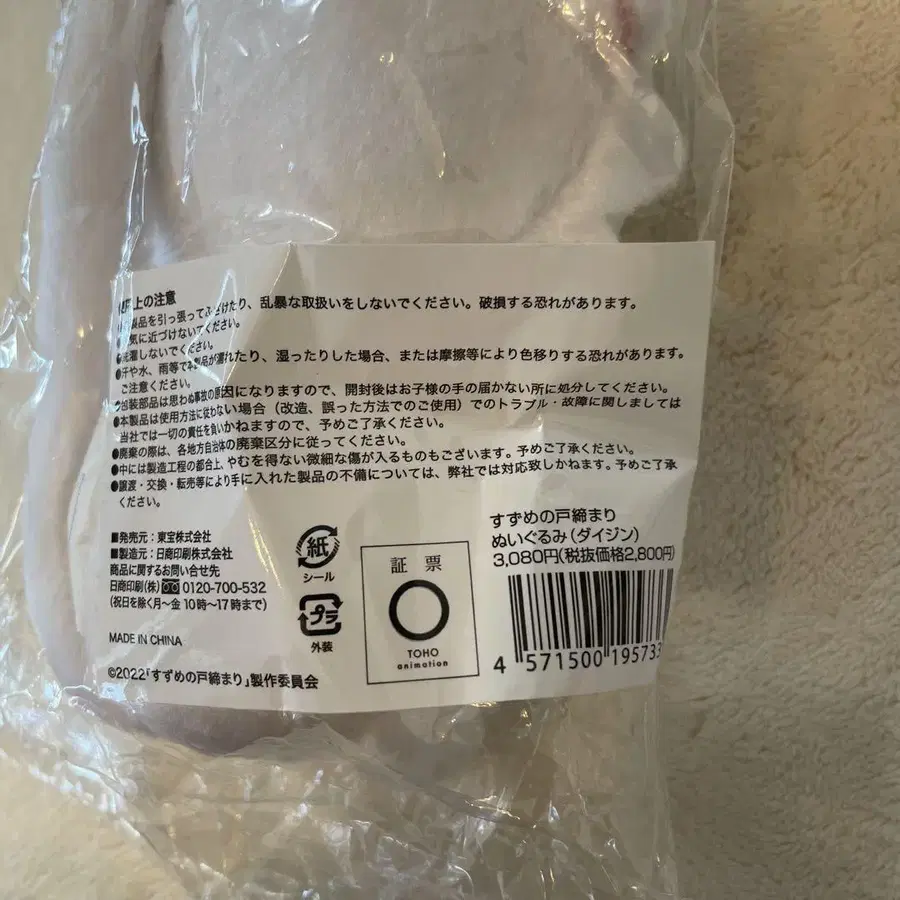 上の注意
製品を引っ張ってふざけたり、乱暴な取扱いをしないでください。破損する恐れがあります。
気に近づけないでください。
●洗濯しないでください。
●汗や水、雨等で本製品が濡れたり、湿ったりした場合、または摩擦等により色移りする恐れがあります。
ご注意ください。
●包装部品は思わぬ事故の原因になりますので、開封後はお子様の手の届かない所に処分してください。
●本製品は使用方法に従わない場合（改造、誤った方法でのご使用）でのトラブル・故障に関しましては
当社では一切の責任を負いかねますので、予めご了承ください。
●廃棄の際は、各地方自治体の廃棄区分に従ってください。
●中には製造工程の都合上、やむを得ない微細な傷が入るものもございます。予めご了承ください。
●譲渡・交換・転売等により手に入れた製品の不備については、弊社では対応致しかねます。予めご了承
ください。
■発売元：東宝株式会社
■製造元：日商印刷株式会社
商品に関するお問い合せ先
日商印刷(株) 0120-700-532
(祝日を除く月〜金 10時〜17時まで)
MADE IN CHINA
©2022「すずめの戸締まり」製作委員会
紙
シール
プラ
外装
証票
TOHO
animation
すずめの戸締まり
ぬいぐるみ（ダイジン）
3,080円(税抜価格2,800円)
4 571500 195733